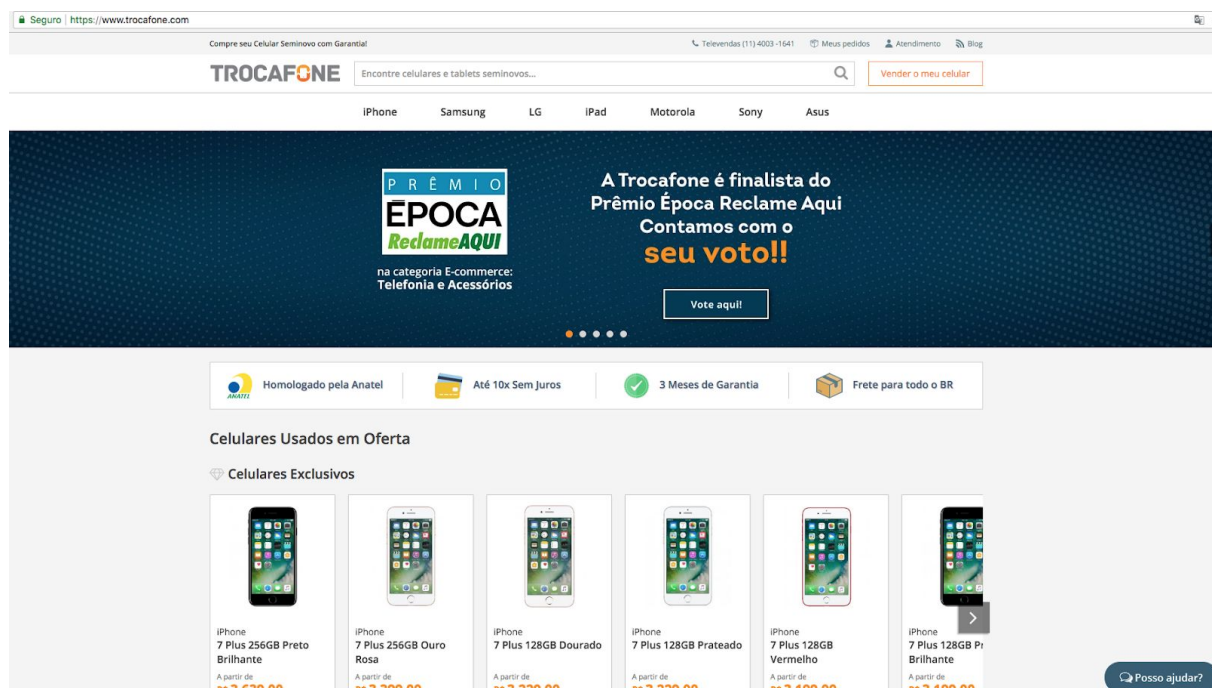 Seguro | https://www.trocafone.com
Compre seu Celular Seminovo com Garantia!
Televendas (11) 4003 -1641 Meus pedidos Atendimento Blog
TROCAFONE
Encontre celulares e tablets seminovos...
Vender o meu celular
iPhone Samsung LG iPad Motorola Sony Asus
PRÊMIO
ÉPOCA
ReclameAQUI
na categoria E-commerce:
Telefonia e Acessórios
A Trocafone é finalista do
Prêmio Época Reclame Aqui
Contamos com o
seu voto!!
Vote aqui!
ANATEL
Homologado pela Anatel
Até 10x Sem Juros
3 Meses de Garantia
Frete para todo o BR
Celulares Usados em Oferta
Celulares Exclusivos
iPhone
7 Plus 256GB Preto
Brilhante
A partir de
iPhone
7 Plus 256GB Ouro
Rosa
A partir de
iPhone
7 Plus 128GB Dourado
A partir de
iPhone
7 Plus 128GB Prateado
A partir de
iPhone
7 Plus 128GB
Vermelho
A partir de
iPhone
7 Plus 128GB
Brilhante
A partir de
Posso ajudar?